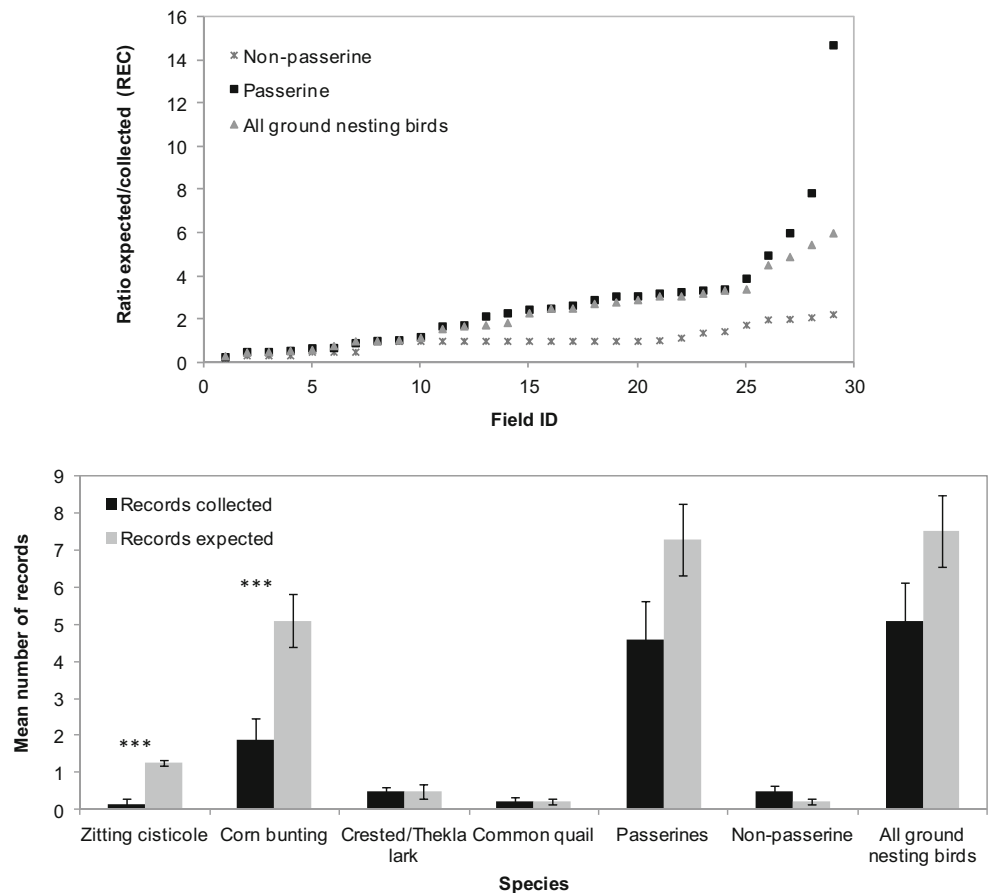 16
14
12
10
8
6
4
2
0
Ratio expected/collected (REC)
Non-passerine
Passerine
All ground nesting birds
0 5 10 15 20 25 30
Field ID
9
8
7
6
5
4
3
2
1
0
Mean number of records
Records collected
Records expected
***
***
Zitting cisticole Corn bunting Crested/Thekla Common quail Passerines Non-passerine All ground
lark nesting birds
Species